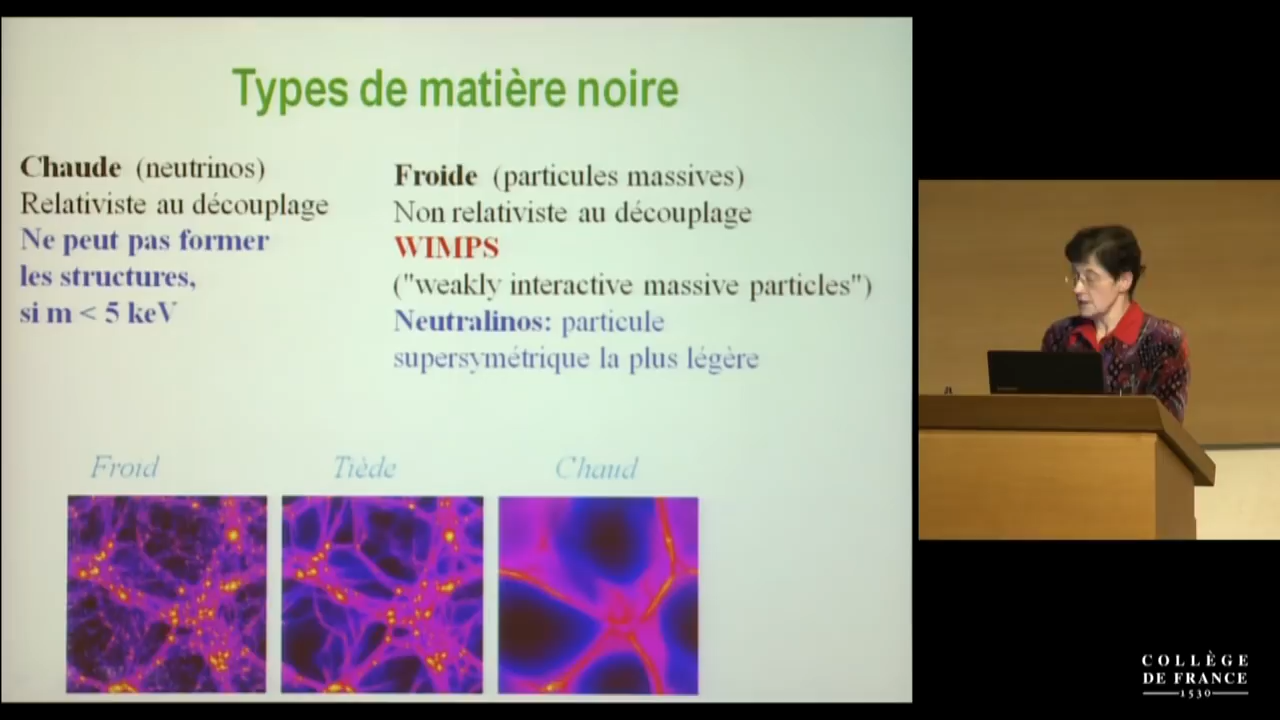 Types de matière noire
Chaude (neutrinos)
Relativiste au découplage
Ne peut pas former
les structures,
si m < 5 keV
Froide (particules massives)
Non relativiste au découplage
WIMPS
("weakly interactive massive particles")
Neutralinos: particule
supersymétrique la plus légère
Froid
Tiède
Chaud
COLLÈGE
DE FRANCE
1530